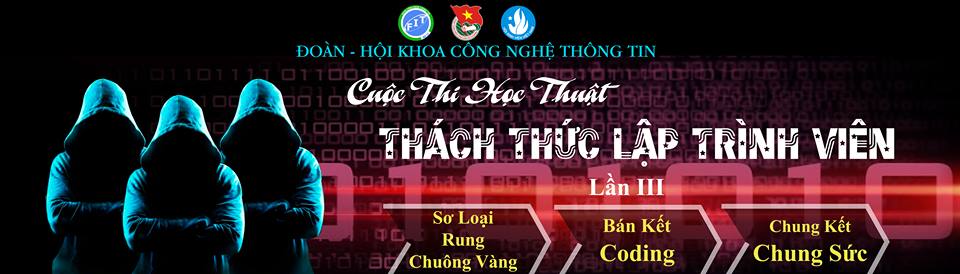 FIT
ĐOÀN - HỘI KHOA CÔNG NGHỆ THÔNG TIN
Cuộc Thi Học Thuật
THÁCH THỨC LẬP TRÌNH VIÊN
Lần III
Sơ Loại
Rung
Chuông Vàng
Bán Kết
Coding
Chung Kết
Chung Sức